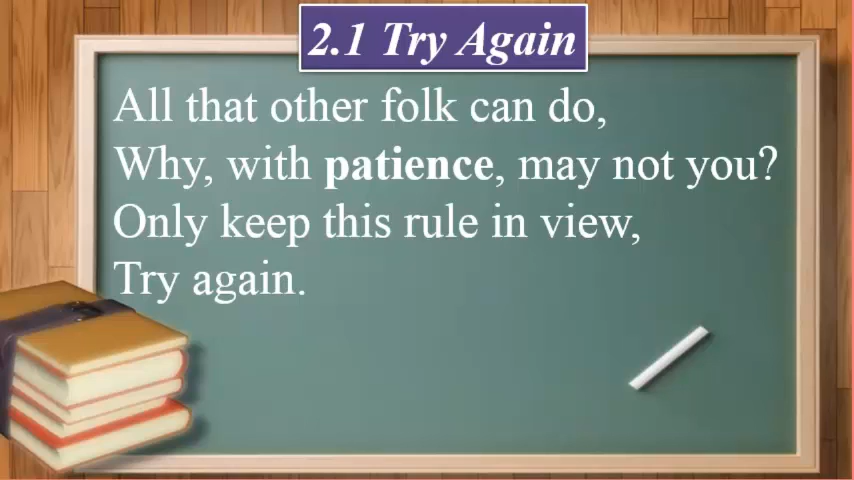 2.1 Try Again
All that other folk can do,
Why, with patience, may not you?
Only keep this rule in view,
Try again.